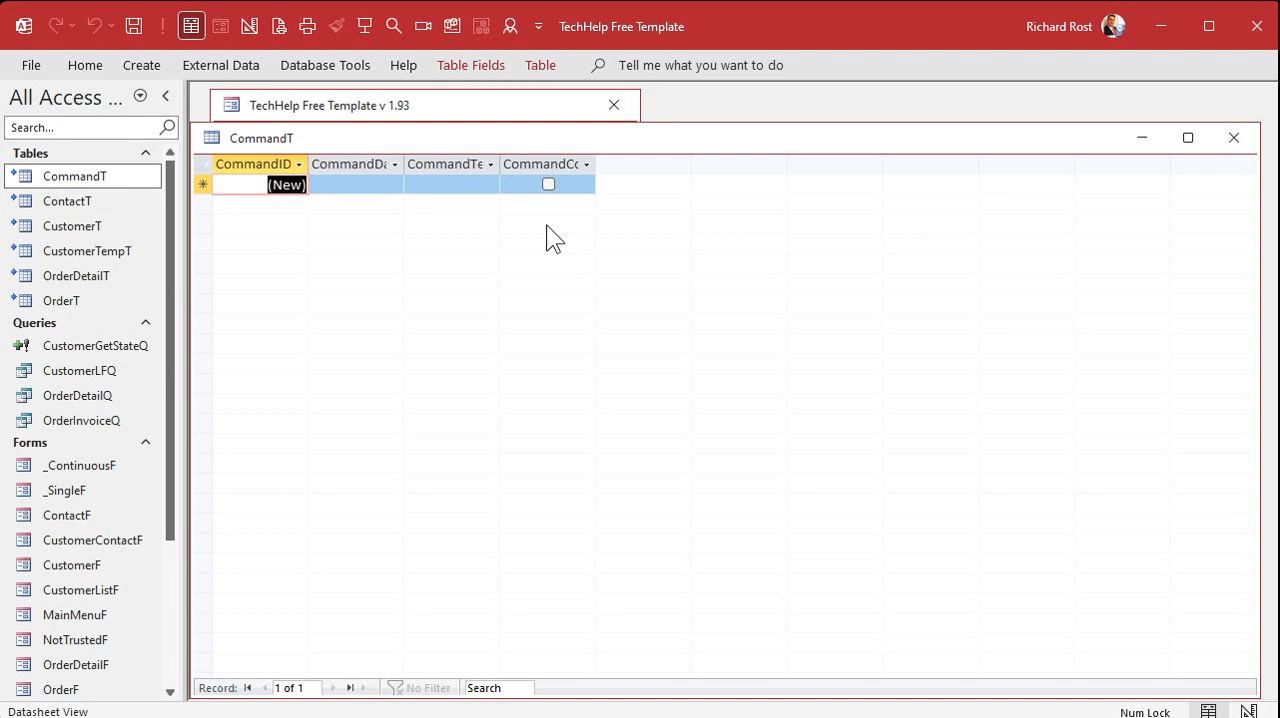 TechHelp Free Template
Richard Rost
File Home Create External Data Database Tools Help Table Fields Table Tell me what you want to do
All Access ...
Search...
Tables
CommandT
ContactT
CustomerT
CustomerTempT
OrderDetailT
OrderT
Queries
CustomerGetStateQ
CustomerLFQ
OrderDetailQ
OrderInvoiceQ
Forms
_ContinuousF
_SingleF
ContactF
CustomerContactF
CustomerF
CustomerListF
MainMenuF
NotTrustedF
OrderDetailF
OrderF
TechHelp Free Template v 1.93
CommandT
CommandID CommandDa CommandTe CommandCo
(New)
Record: 1 of 1 No Filter Search
Datasheet View
Num Lock